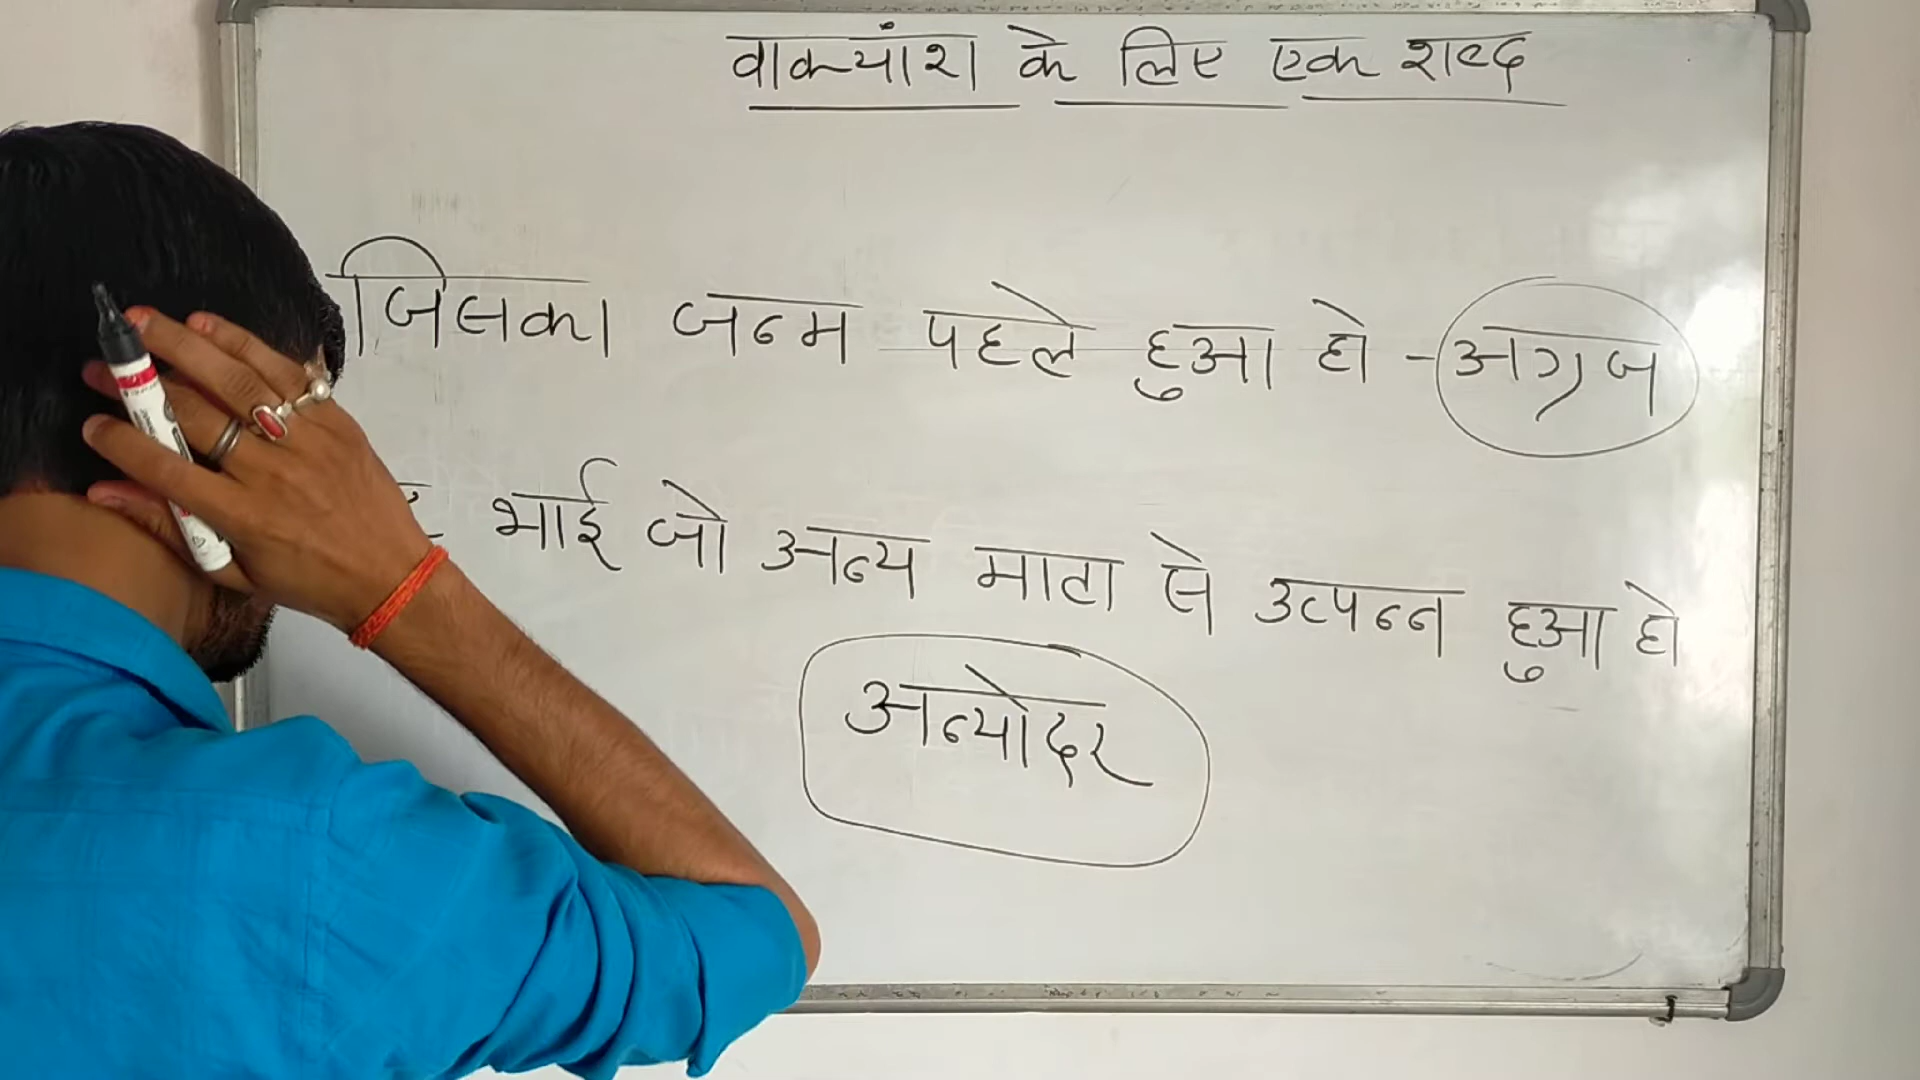 वाक्यांश के लिए एक शब्द
जिसका जन्म पहले हुआ हो - अग्रज
भाई जो अन्य माता से उत्पन्न हुआ हो
अन्योदर